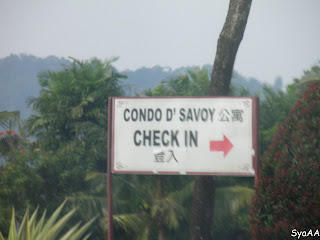 CONDO D' SAVOY 公寓
CHECK IN
登入
SyaAA